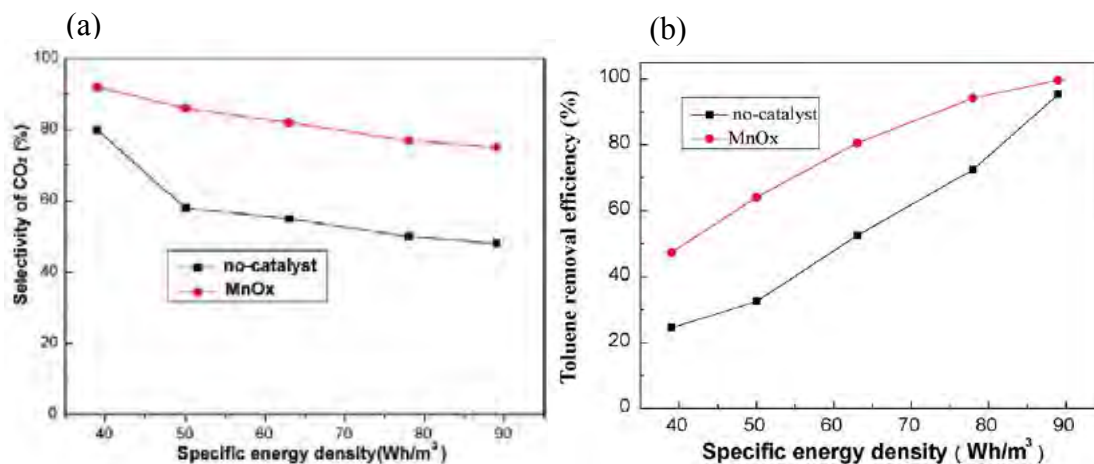 (a)
100
80
60
40
20
0
Selectivity of CO₂ (%)
no-catalyst
MnOx
40 50 60 70 80 90
Specific energy density(Wh/m³)
(b)
100
80
60
40
20
0
Toluene removal efficiency (%)
no-catalyst
MnOx
40 50 60 70 80 90
Specific energy density ( Wh/m³)